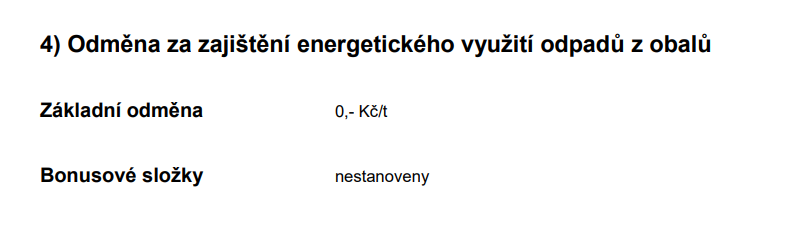 4) Odměna za zajištění energetického využití odpadů z obalů
Základní odměna 0,- Kč/t
Bonusové složky nestanoveny